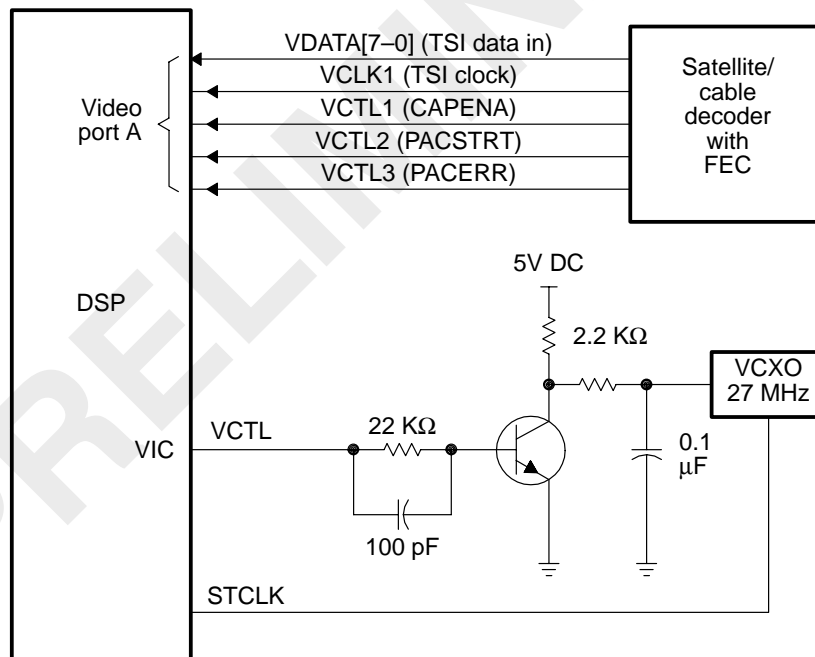 VDATA[7–0] (TSI data in)
VCLK1 (TSI clock)
VCTL1 (CAPENA)
VCTL2 (PACSTRT)
VCTL3 (PACERR)
Video
port A
Satellite/
cable
decoder
with
FEC
5V DC
DSP
2.2 KΩ
VCXO
27 MHz
VIC
VCTL
22 KΩ
0.1
μF
100 pF
STCLK
PRELIMIN